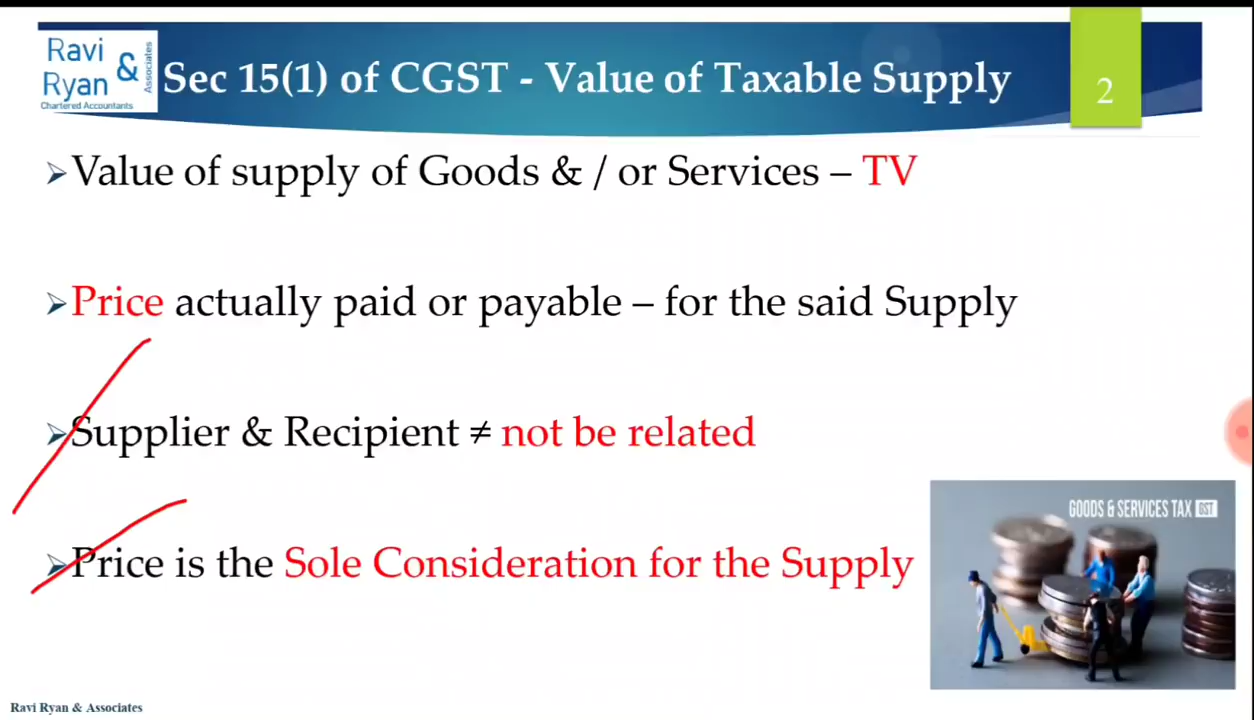 Ravi & Ryan Associates
Chartered Accountants
Sec 15(1) of CGST - Value of Taxable Supply
2
Value of supply of Goods & / or Services – TV
Price actually paid or payable – for the said Supply
Supplier & Recipient ≠ not be related
Price is the Sole Consideration for the Supply
GOODS & SERVICES TAX GST
Ravi Ryan & Associates